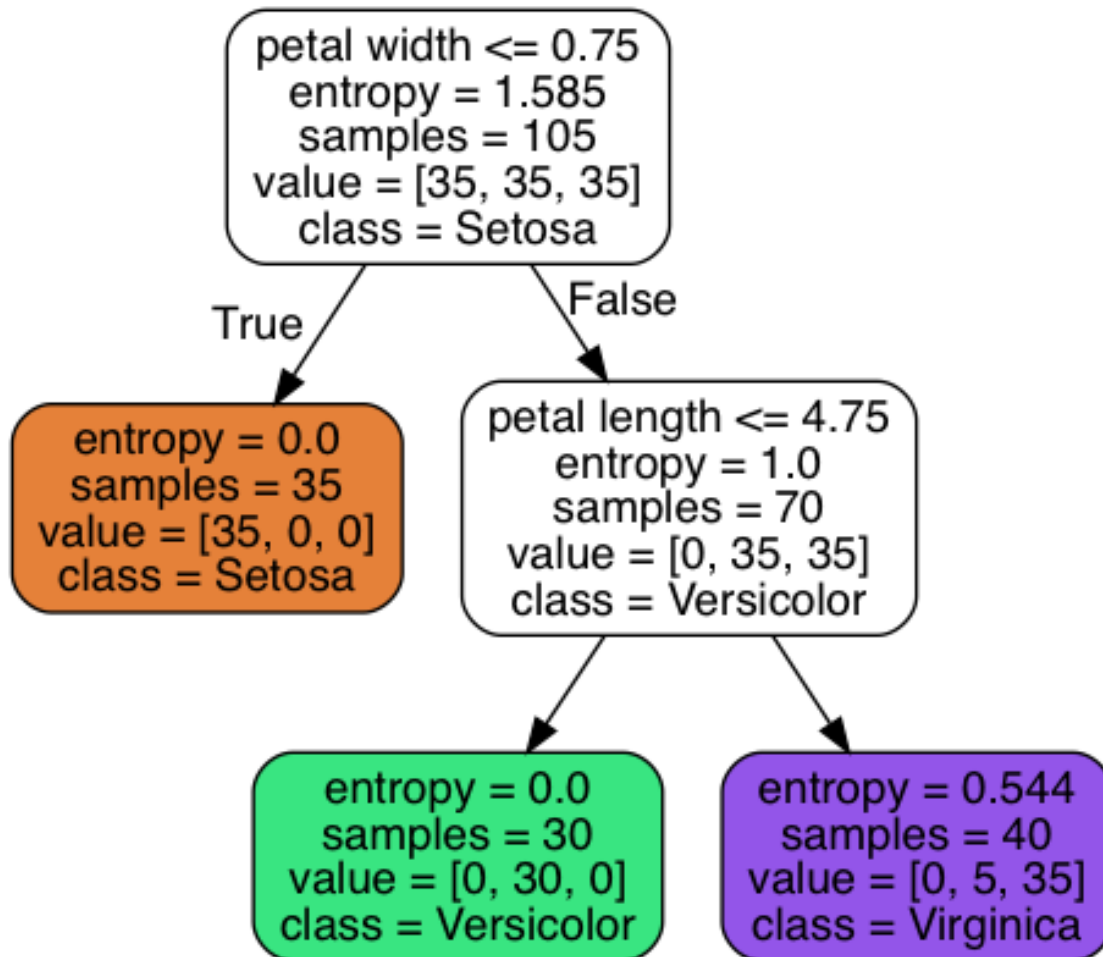 petal width <= 0.75
entropy = 1.585
samples = 105
value = [35, 35, 35]
class = Setosa
True
False
entropy = 0.0
samples = 35
value = [35, 0, 0]
class = Setosa
petal length <= 4.75
entropy = 1.0
samples = 70
value = [0, 35, 35]
class = Versicolor
entropy = 0.0
samples = 30
value = [0, 30, 0]
class = Versicolor
entropy = 0.544
samples = 40
value = [0, 5, 35]
class = Virginica